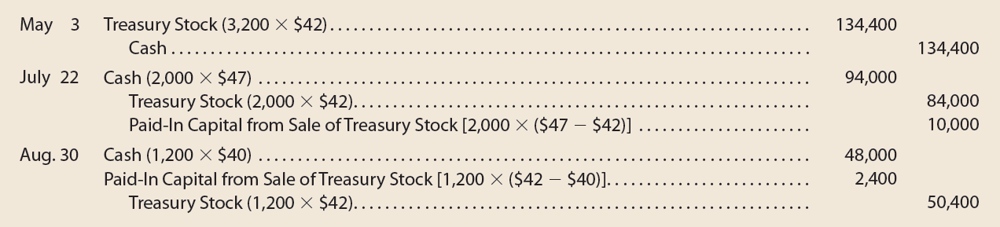 May 3 Treasury Stock (3,200 × $42). . . . . . . . . . . . . . . . . . . . . . . . . . . . . . . . . . . . . . . . . . . . . . . . . . . . . . . . . . . . . 134,400
Cash . . . . . . . . . . . . . . . . . . . . . . . . . . . . . . . . . . . . . . . . . . . . . . . . . . . . . . . . . . . . . . . . . . . . . . . . . . . . . . . . . 134,400
July 22 Cash (2,000 × $47) . . . . . . . . . . . . . . . . . . . . . . . . . . . . . . . . . . . . . . . . . . . . . . . . . . . . . . . . . . . . . . . . . . . . . . 94,000
Treasury Stock (2,000 × $42). . . . . . . . . . . . . . . . . . . . . . . . . . . . . . . . . . . . . . . . . . . . . . . . . . . . . . . . . . 84,000
Paid-In Capital from Sale of Treasury Stock [2,000 × ($47 – $42)] . . . . . . . . . . . . . . . . . . . . . . 10,000
Aug. 30 Cash (1,200 × $40) . . . . . . . . . . . . . . . . . . . . . . . . . . . . . . . . . . . . . . . . . . . . . . . . . . . . . . . . . . . . . . . . . . . . . . 48,000
Paid-In Capital from Sale of Treasury Stock [1,200 × ($42 – $40)]. . . . . . . . . . . . . . . . . . . . . . . . . . 2,400
Treasury Stock (1,200 × $42). . . . . . . . . . . . . . . . . . . . . . . . . . . . . . . . . . . . . . . . . . . . . . . . . . . . . . . . . . 50,400